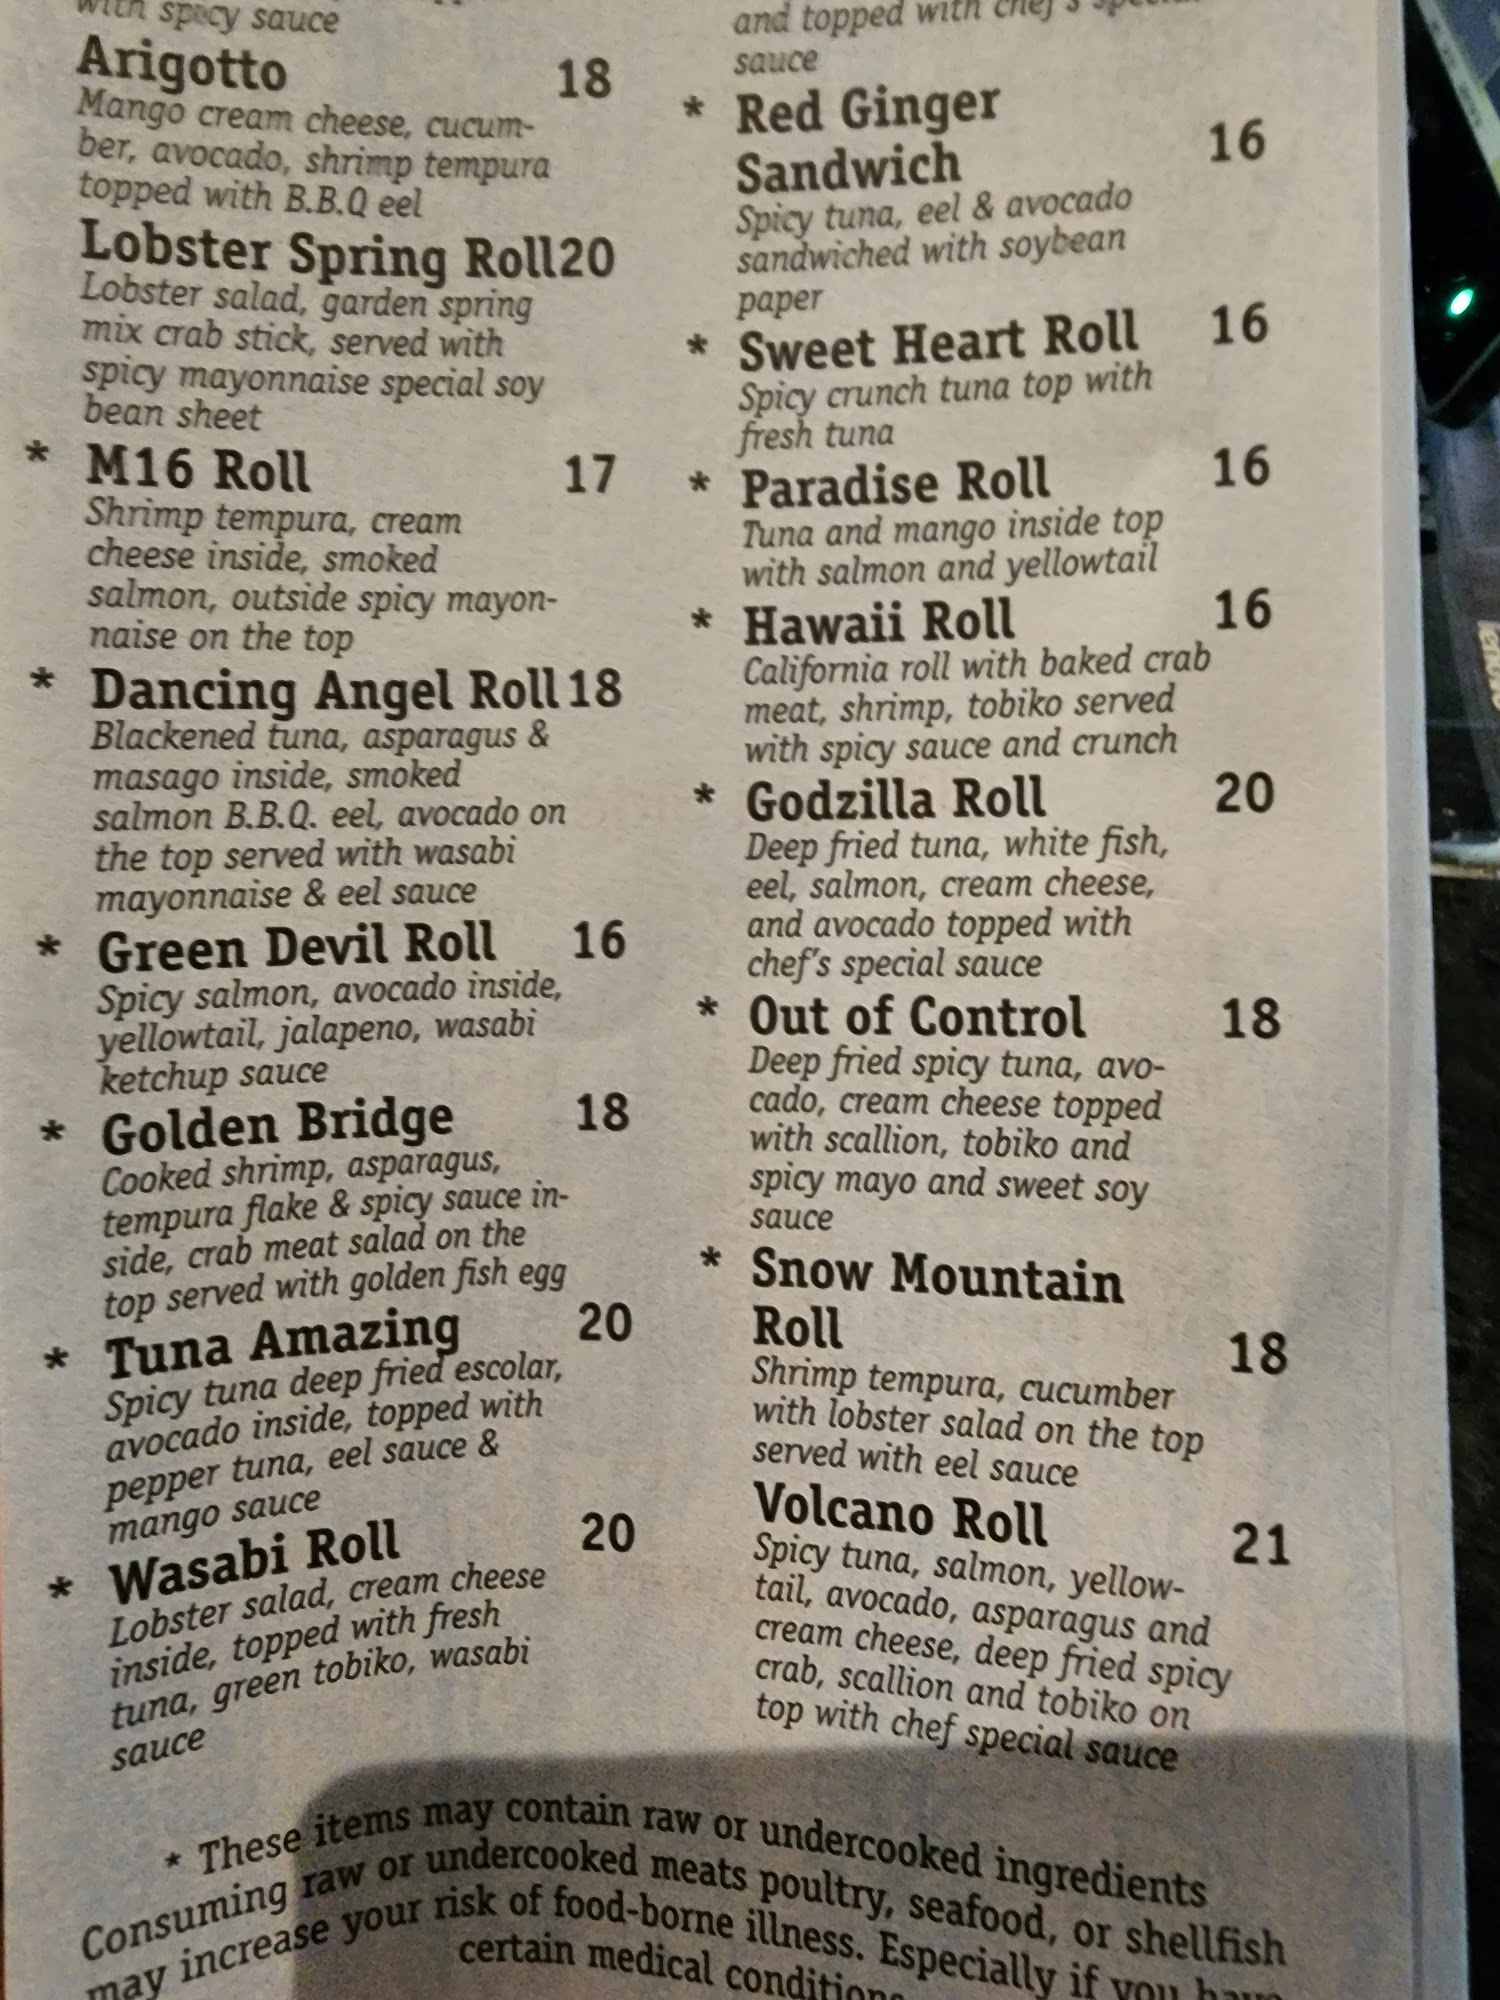 with spicy sauce
Arigotto 18
Mango cream cheese, cucum-
ber, avocado, shrimp tempura
topped with B.B.Q eel
Lobster Spring Roll20
Lobster salad, garden spring
mix crab stick, served with
spicy mayonnaise special soy
bean sheet
* M16 Roll 17
Shrimp tempura, cream
cheese inside, smoked
salmon, outside spicy mayon-
naise on the top
* Dancing Angel Roll 18
Blackened tuna, asparagus &
masago inside, smoked
salmon B.B.Q. eel, avocado on
the top served with wasabi
mayonnaise & eel sauce
* Green Devil Roll 16
Spicy salmon, avocado inside,
yellowtail, jalapeno, wasabi
ketchup sauce
* Golden Bridge 18
Cooked shrimp, asparagus,
tempura flake & spicy sauce in-
side, crab meat salad on the
top served with golden fish egg
* Tuna Amazing 20
Spicy tuna deep fried escolar,
avocado inside, topped with
pepper tuna, eel sauce &
mango sauce
* Wasabi Roll 20
Lobster salad, cream cheese
inside, topped with fresh
tuna, green tobiko, wasabi
sauce
and topped with chef's special
sauce
* Red Ginger
Sandwich 16
Spicy tuna, eel & avocado
sandwiched with soybean
paper
* Sweet Heart Roll 16
Spicy crunch tuna top with
fresh tuna
* Paradise Roll 16
Tuna and mango inside top
with salmon and yellowtail
* Hawaii Roll 16
California roll with baked crab
meat, shrimp, tobiko served
with spicy sauce and crunch
* Godzilla Roll 20
Deep fried tuna, white fish,
eel, salmon, cream cheese,
and avocado topped with
chef's special sauce
* Out of Control 18
Deep fried spicy tuna, avo-
cado, cream cheese topped
with scallion, tobiko and
spicy mayo and sweet soy
sauce
* Snow Mountain
Roll 18
Shrimp tempura, cucumber
with lobster salad on the top
served with eel sauce
Volcano Roll 21
Spicy tuna, salmon, yellow-
tail, avocado, asparagus and
cream cheese, deep fried spicy
crab, scallion and tobiko on
top with chef special sauce
* These items may contain raw or undercooked ingredients
Consuming raw or undercooked meats poultry, seafood, or shellfish
may increase your risk of food-borne illness. Especially if you have
certain medical condition